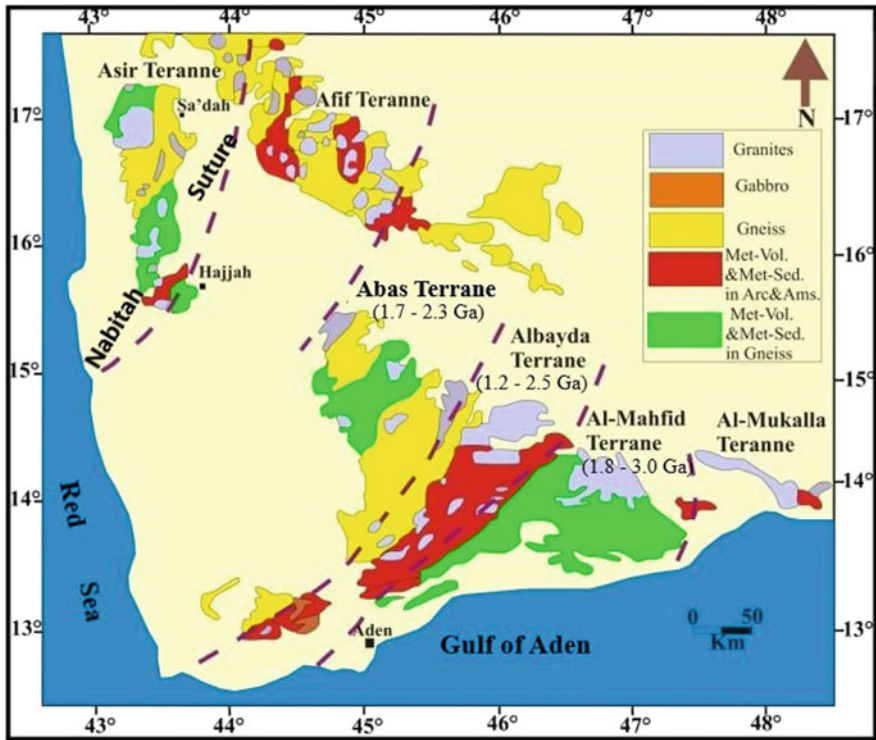 43°
44°
45°
46°
47°
48°
Asir Teranne
Sa'dah
Afif Teranne
N
17°
17°
Suture
Granites
Gabbro
Gneiss
Met-Vol.
&Met-Sed.
in Arc&Ams.
Met-Vol.
&Met-Sed.
in Gneiss
16°
16°
Hajjah
Nabitah
Abas Terrane
(1.7 - 2.3 Ga)
Albayda
Terrane
(1.2 - 2.5 Ga)
15°
15°
Al-Mahfid
Terrane
(1.8 - 3.0 Ga)
Al-Mukalla
Teranne
14°
14°
Red
Sea
13°
13°
Aden
Gulf of Aden
0 50
Km
43°
44°
45°
46°
47°
48°